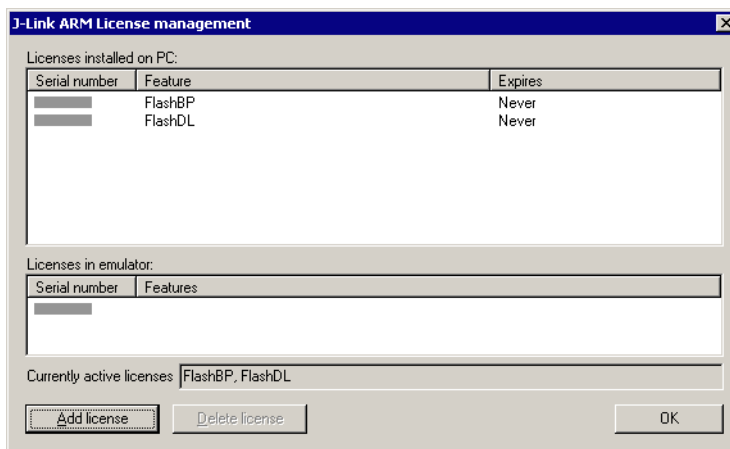 J-Link ARM License management
Licenses installed on PC:
Serial number Feature Expires
FlashBP Never
FlashDL Never
Licenses in emulator:
Serial number Features
Currently active licenses FlashBP, FlashDL
Add license Delete license OK